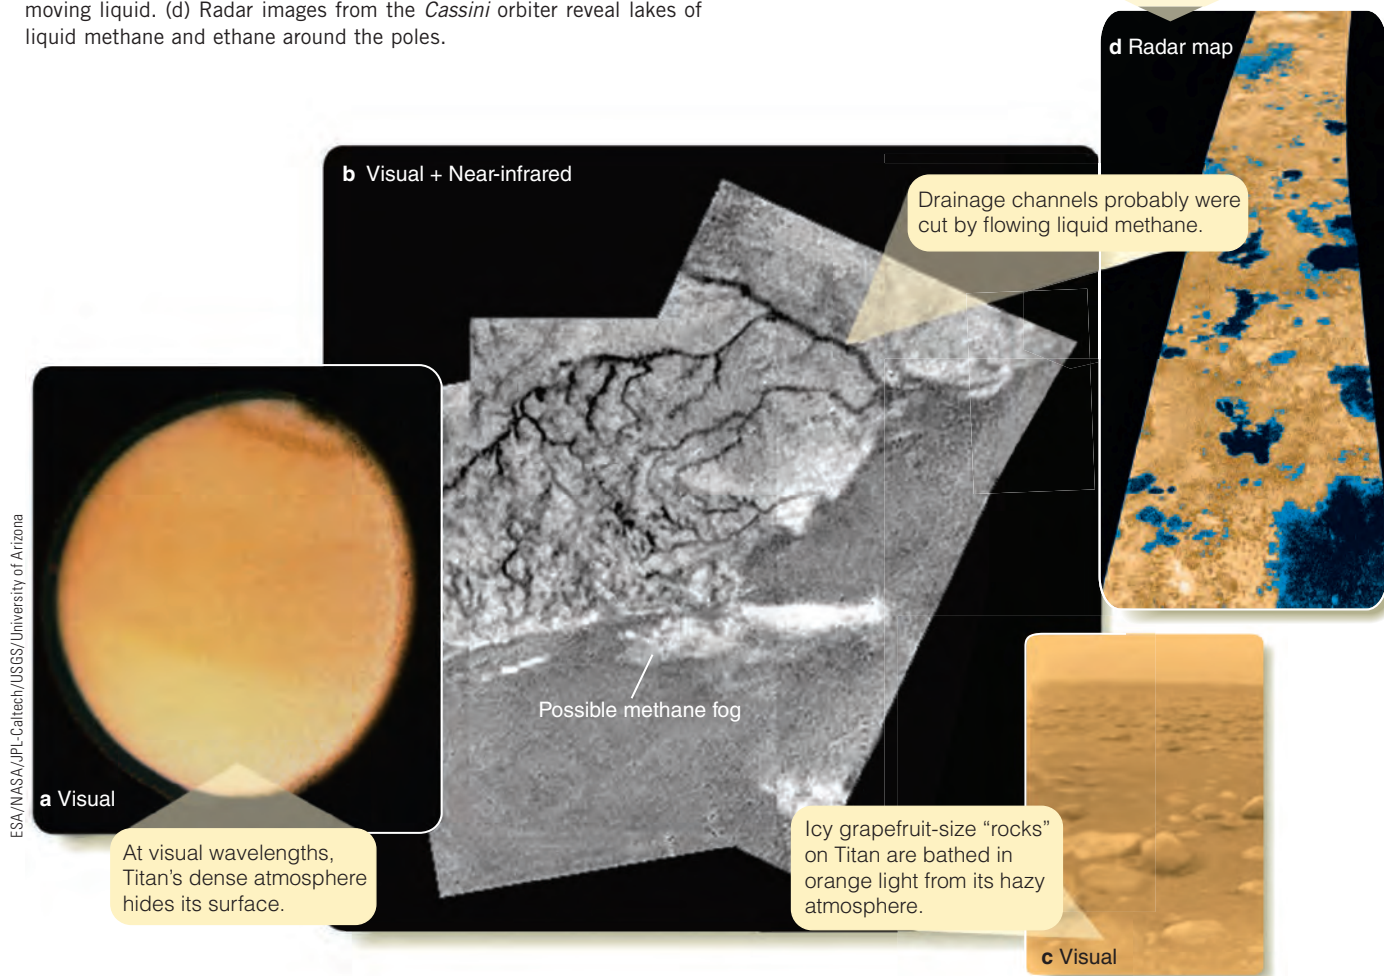 moving liquid. (d) Radar images from the Cassini orbiter reveal lakes of
liquid methane and ethane around the poles.
d Radar map
b Visual + Near-infrared
Drainage channels probably were
cut by flowing liquid methane.
Possible methane fog
a Visual
At visual wavelengths,
Titan’s dense atmosphere
hides its surface.
Icy grapefruit-size “rocks”
on Titan are bathed in
orange light from its hazy
atmosphere.
c Visual
ESA/NASA/JPL-Caltech/USGS/University of Arizona